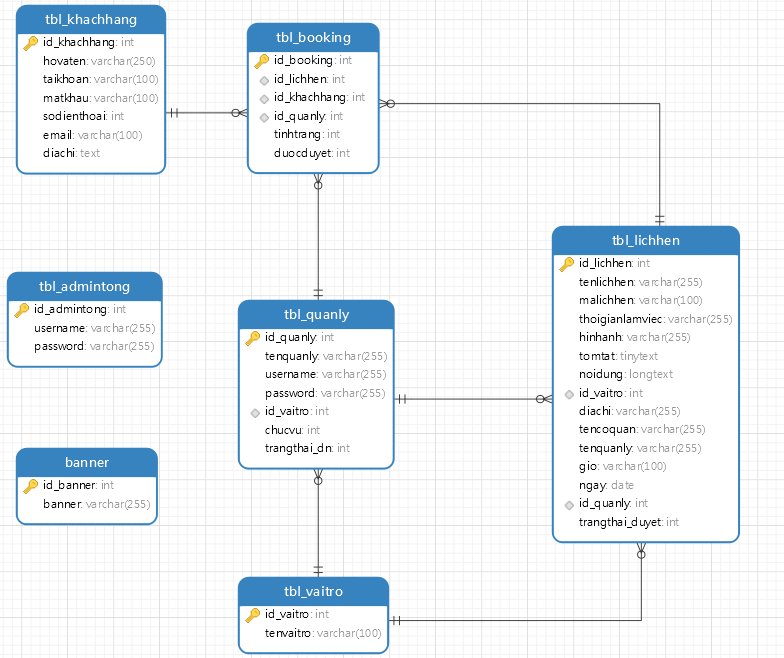 tbl_khachhang
id_khachhang: int
hovaten: varchar(250)
taikhoan: varchar(100)
matkhau: varchar(100)
sodienthoai: int
email: varchar(100)
diachi: text
tbl_booking
id_booking: int
id_lichhen: int
id_khachhang: int
id_quanly: int
tinhtrang: int
duocduyet: int
tbl_lichhen
id_lichhen: int
tenlichhen: varchar(255)
malichhen: varchar(100)
thoigianlamviec: varchar(255)
hinhanh: varchar(255)
tomtat: tinytext
noidung: longtext
id_vaitro: int
diachi: varchar(255)
tencoquan: varchar(255)
tenquanly: varchar(255)
gio: varchar(100)
ngay: date
id_quanly: int
trangthai_duyet: int
tbl_admintong
id_admintong: int
username: varchar(255)
password: varchar(255)
tbl_quanly
id_quanly: int
tenquanly: varchar(255)
username: varchar(255)
password: varchar(255)
id_vaitro: int
chucvu: int
trangthai_dn: int
banner
id_banner: int
banner: varchar(255)
tbl_vaitro
id_vaitro: int
tenvaitro: varchar(100)